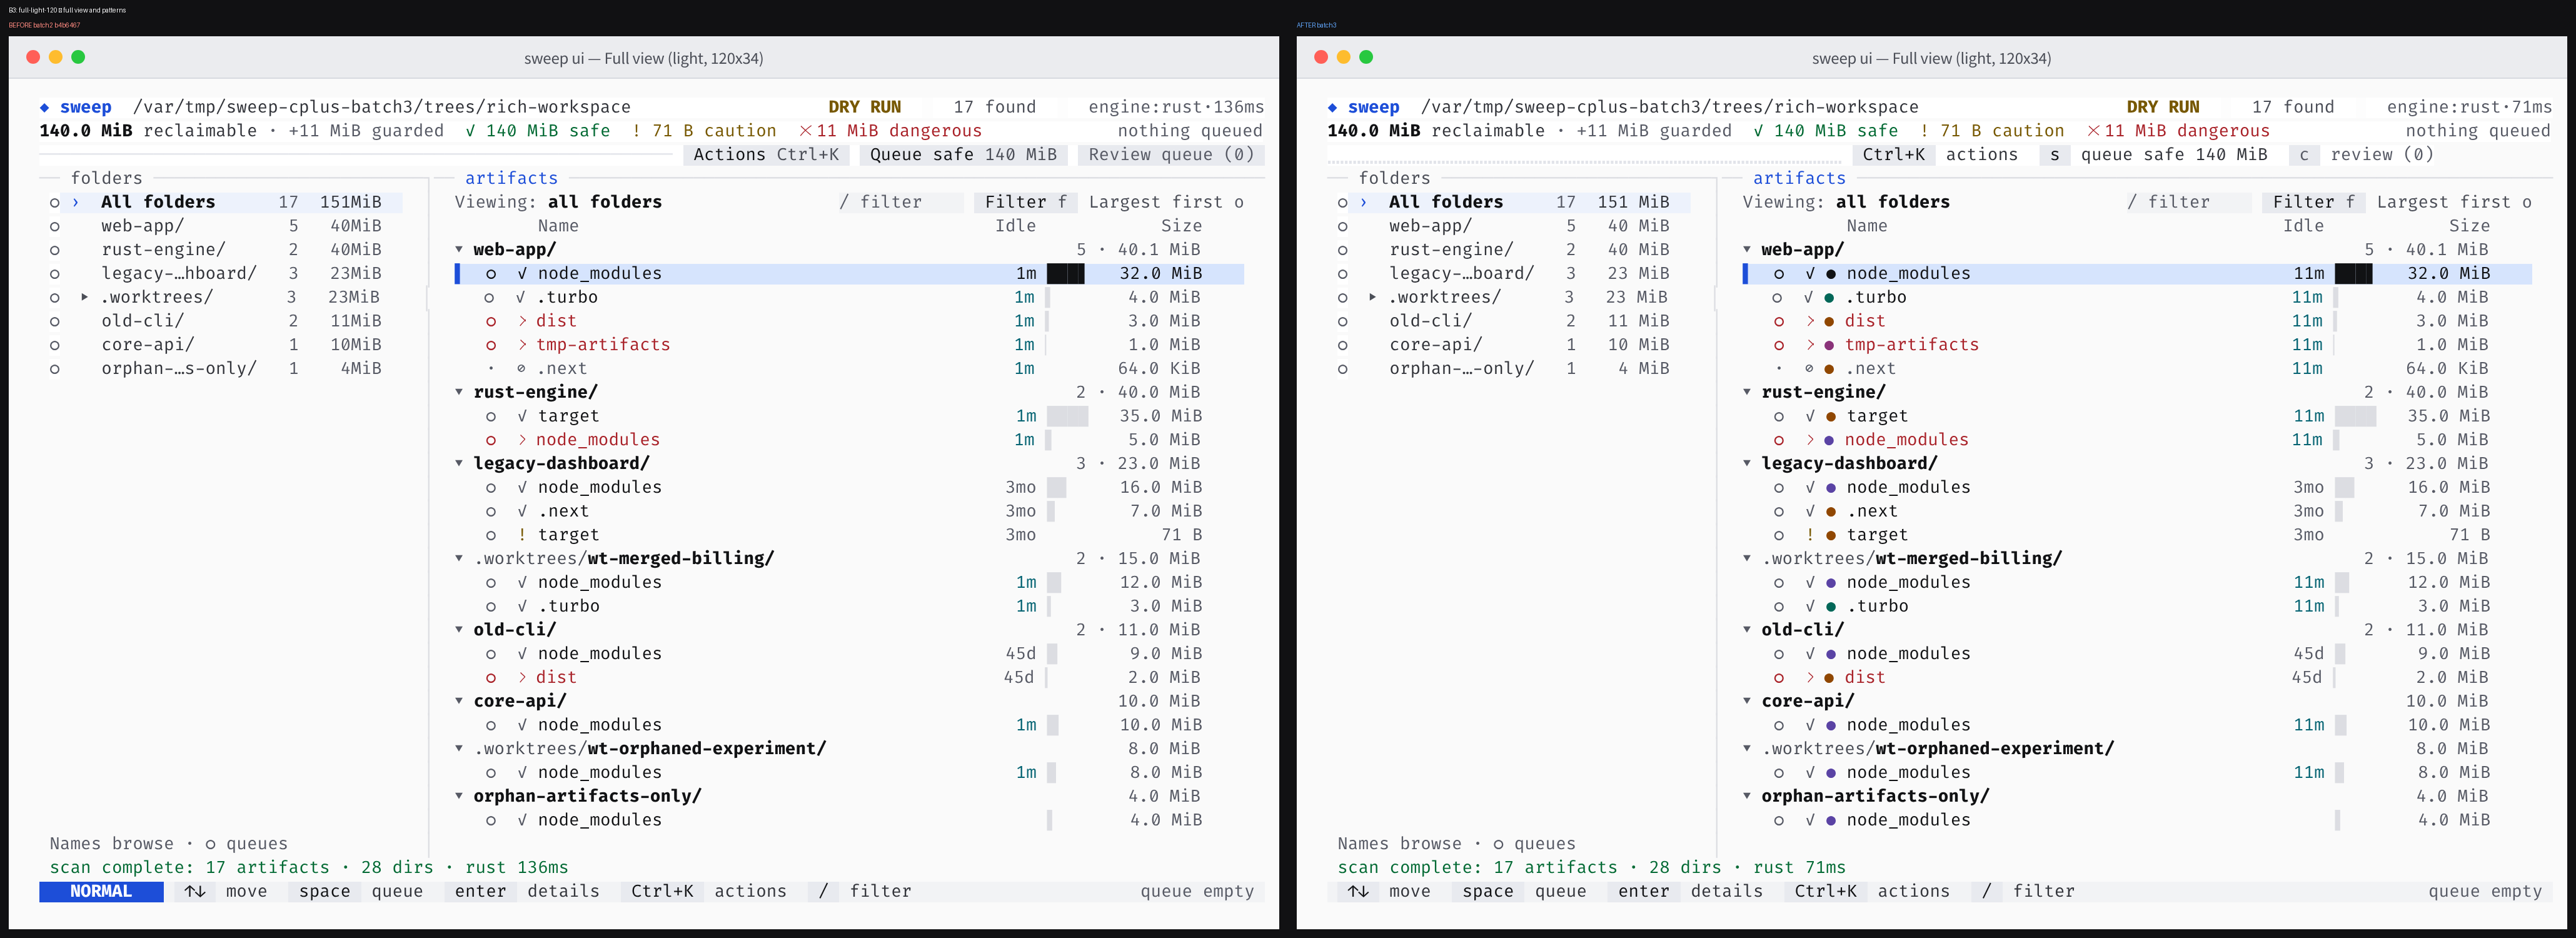 B3: full-light-120 full view and patterns
BEFORE batch2 b4b6467
sweep ui — Full view (light, 120x34)
◆ sweep /var/tmp/sweep-cplus-batch3/trees/rich-workspace DRY RUN 17 found engine:rust·136ms
140.0 MiB reclaimable · +11 MiB guarded √ 140 MiB safe ! 71 B caution ×11 MiB dangerous nothing queued
Actions Ctrl+K Queue safe 140 MiB Review queue (0)
folders
○ › All folders 17 151MiB
○ web-app/ 5 40MiB
○ rust-engine/ 2 40MiB
○ legacy-…hboard/ 3 23MiB
○ ▸ .worktrees/ 3 23MiB
○ old-cli/ 2 11MiB
○ core-api/ 1 10MiB
○ orphan-…s-only/ 1 4MiB
Names browse · ○ queues
artifacts
Viewing: all folders / filter Filter f Largest first o
Name Idle Size
▾ web-app/ 5 · 40.1 MiB
○ √ node_modules 1m 32.0 MiB
○ √ .turbo 1m 4.0 MiB
○ > dist 1m 3.0 MiB
○ > tmp-artifacts 1m 1.0 MiB
· ⊘ .next 1m 64.0 KiB
▾ rust-engine/ 2 · 40.0 MiB
○ √ target 1m 35.0 MiB
○ > node_modules 1m 5.0 MiB
▾ legacy-dashboard/ 3 · 23.0 MiB
○ √ node_modules 3mo 16.0 MiB
○ √ .next 3mo 7.0 MiB
○ ! target 3mo 71 B
▾ .worktrees/wt-merged-billing/ 2 · 15.0 MiB
○ √ node_modules 1m 12.0 MiB
○ √ .turbo 1m 3.0 MiB
▾ old-cli/ 2 · 11.0 MiB
○ √ node_modules 45d 9.0 MiB
○ > dist 45d 2.0 MiB
▾ core-api/ 10.0 MiB
○ √ node_modules 1m 10.0 MiB
▾ .worktrees/wt-orphaned-experiment/ 8.0 MiB
○ √ node_modules 1m 8.0 MiB
▾ orphan-artifacts-only/ 4.0 MiB
○ √ node_modules 4.0 MiB
scan complete: 17 artifacts · 28 dirs · rust 136ms
NORMAL ↑↓ move space queue enter details Ctrl+K actions / filter queue empty
AFTER batch3
sweep ui — Full view (light, 120x34)
◆ sweep /var/tmp/sweep-cplus-batch3/trees/rich-workspace DRY RUN 17 found engine:rust·71ms
140.0 MiB reclaimable · +11 MiB guarded √ 140 MiB safe ! 71 B caution ×11 MiB dangerous nothing queued
Ctrl+K actions s queue safe 140 MiB c review (0)
folders
○ › All folders 17 151 MiB
○ web-app/ 5 40 MiB
○ rust-engine/ 2 40 MiB
○ legacy-…board/ 3 23 MiB
○ ▸ .worktrees/ 3 23 MiB
○ old-cli/ 2 11 MiB
○ core-api/ 1 10 MiB
○ orphan-…-only/ 1 4 MiB
Names browse · ○ queues
artifacts
Viewing: all folders / filter Filter f Largest first o
Name Idle Size
▾ web-app/ 5 · 40.1 MiB
○ √ ● node_modules 11m 32.0 MiB
○ √ ● .turbo 11m 4.0 MiB
○ > ● dist 11m 3.0 MiB
○ > ● tmp-artifacts 11m 1.0 MiB
· ⊘ ● .next 11m 64.0 KiB
▾ rust-engine/ 2 · 40.0 MiB
○ √ ● target 11m 35.0 MiB
○ > ● node_modules 11m 5.0 MiB
▾ legacy-dashboard/ 3 · 23.0 MiB
○ √ ● node_modules 3mo 16.0 MiB
○ √ ● .next 3mo 7.0 MiB
○ ! ● target 3mo 71 B
▾ .worktrees/wt-merged-billing/ 2 · 15.0 MiB
○ √ ● node_modules 11m 12.0 MiB
○ √ ● .turbo 11m 3.0 MiB
▾ old-cli/ 2 · 11.0 MiB
○ √ ● node_modules 45d 9.0 MiB
○ > ● dist 45d 2.0 MiB
▾ core-api/ 10.0 MiB
○ √ ● node_modules 11m 10.0 MiB
▾ .worktrees/wt-orphaned-experiment/ 8.0 MiB
○ √ ● node_modules 11m 8.0 MiB
▾ orphan-artifacts-only/ 4.0 MiB
○ √ ● node_modules 4.0 MiB
scan complete: 17 artifacts · 28 dirs · rust 71ms
↑↓ move space queue enter details Ctrl+K actions / filter queue empty